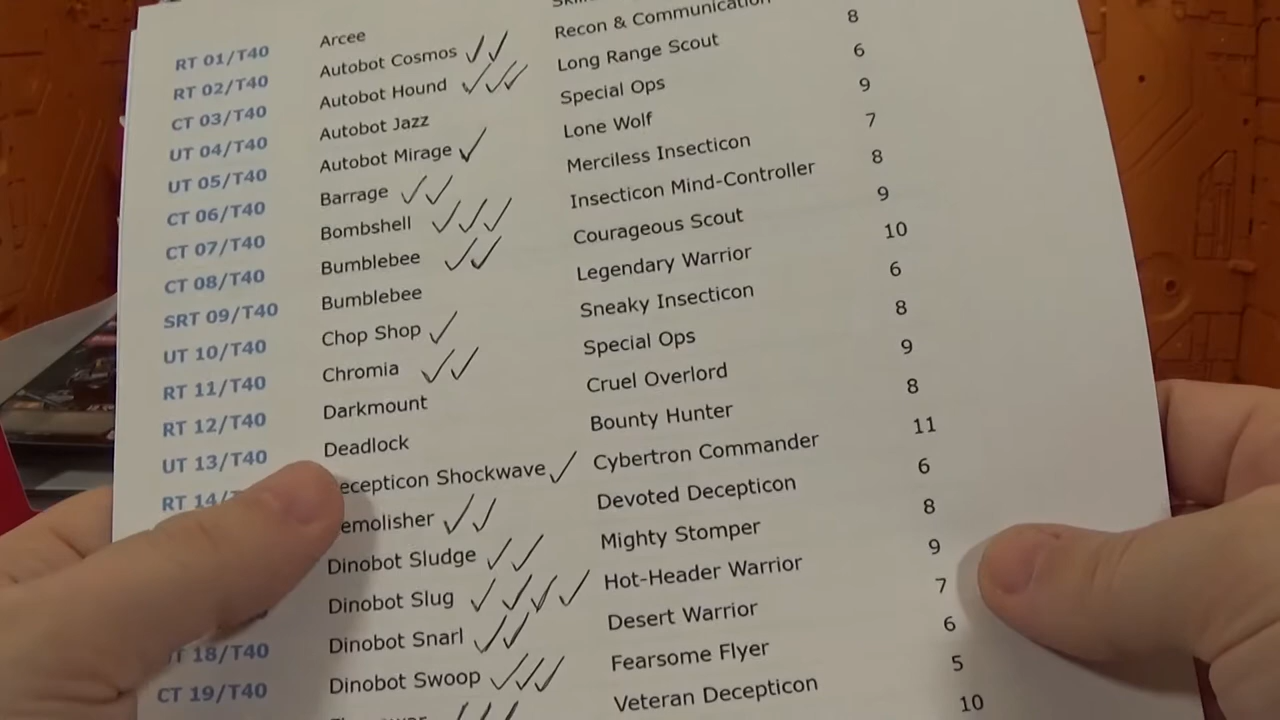 RT 01/T40 Arcee
RT 02/T40 Autobot Cosmos ✓✓ Recon & Communication
CT 03/T40 Autobot Hound ✓✓✓ Long Range Scout 8
UT 04/T40 Autobot Jazz Special Ops 6
UT 05/T40 Autobot Mirage ✓ Lone Wolf 9
CT 06/T40 Barrage ✓✓ Merciless Insecticon 7
CT 07/T40 Bombshell ✓✓✓ Insecticon Mind-Controller 8
CT 08/T40 Bumblebee ✓✓ Courageous Scout 9
SRT 09/T40 Bumblebee Legendary Warrior 10
UT 10/T40 Chop Shop ✓ Sneaky Insecticon 6
RT 11/T40 Chromia ✓✓ Special Ops 8
RT 12/T40 Darkmount Cruel Overlord 9
UT 13/T40 Deadlock Bounty Hunter 8
RT 14/T ecepticon Shockwave ✓ Cybertron Commander 11
emolisher ✓✓ Devoted Decepticon 6
Dinobot Sludge ✓✓ Mighty Stomper 8
Dinobot Slug ✓✓✓✓ Hot-Header Warrior 9
T 18/T40 Dinobot Snarl ✓✓ Desert Warrior 7
CT 19/T40 Dinobot Swoop ✓✓✓ Fearsome Flyer 6
✓✓✓ Veteran Decepticon 5
10